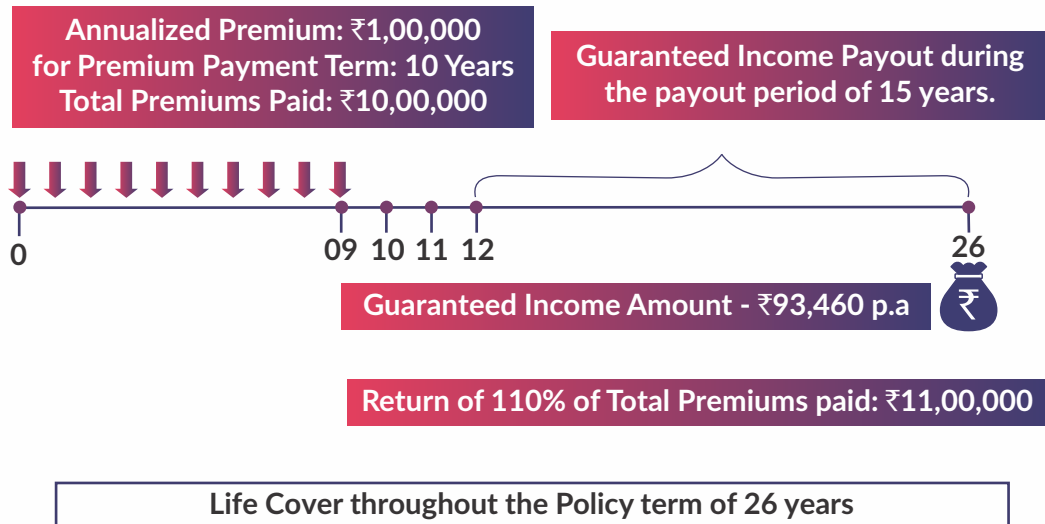 Annualized Premium: ₹1,00,000
for Premium Payment Term: 10 Years
Total Premiums Paid: ₹10,00,000
Guaranteed Income Payout during
the payout period of 15 years.
0
09 10 11 12
26
₹
Guaranteed Income Amount - ₹93,460 p.a
Return of 110% of Total Premiums paid: ₹11,00,000
Life Cover throughout the Policy term of 26 years